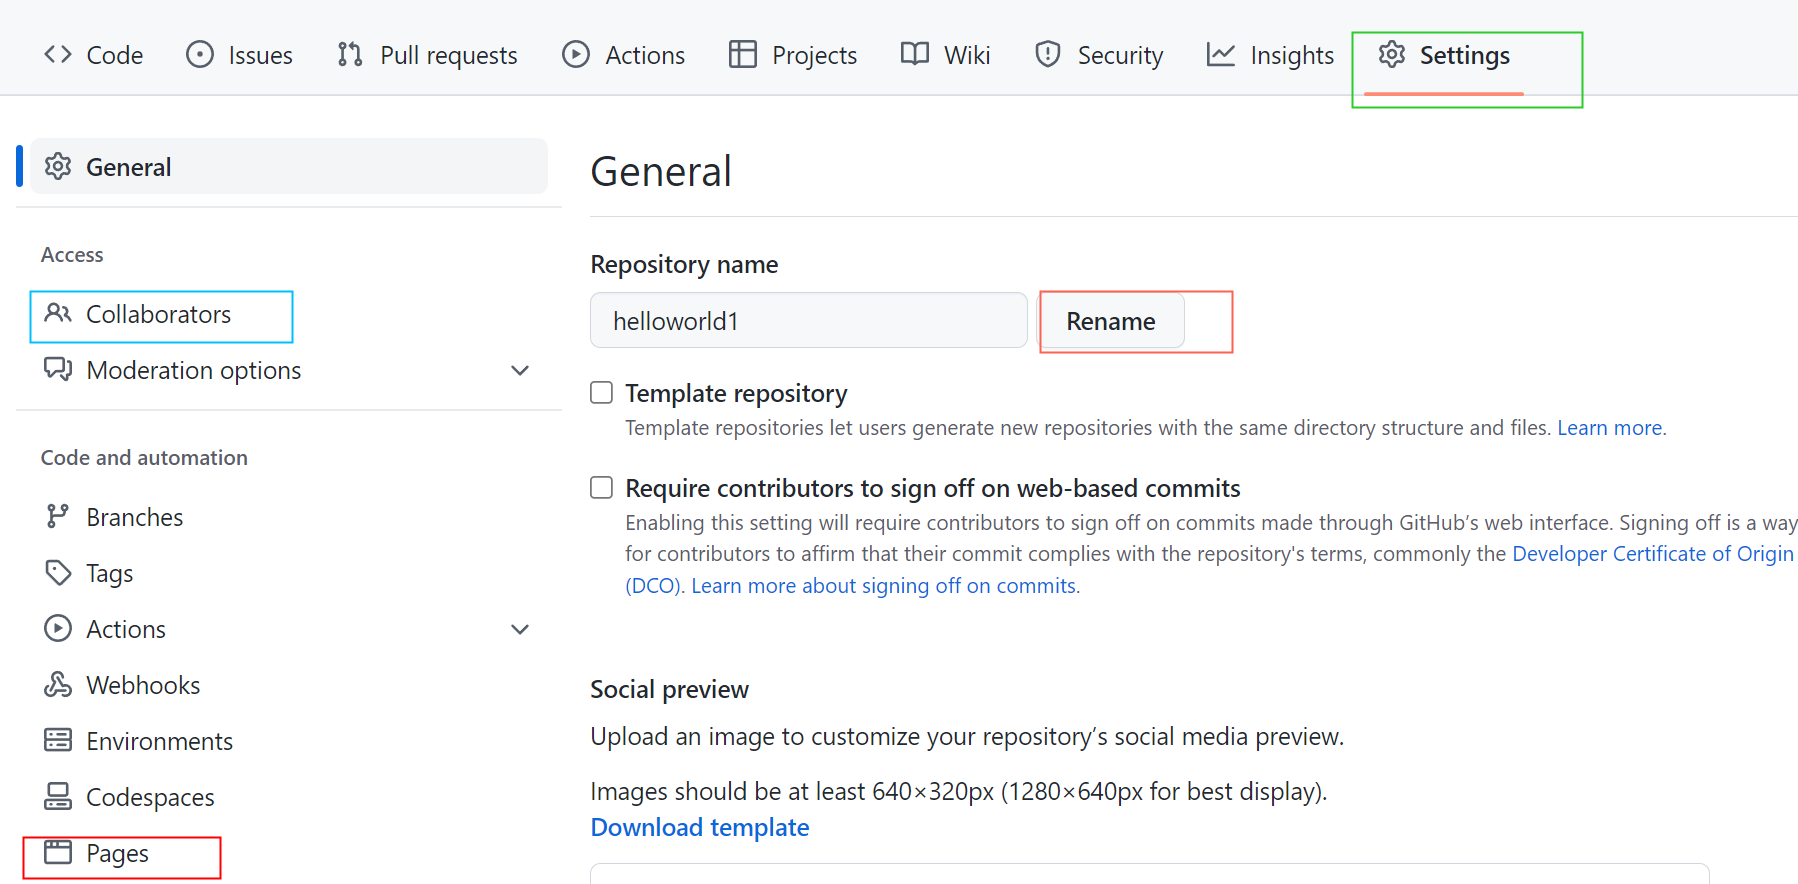 Code Issues Pull requests Actions Projects Wiki Security Insights Settings
General
Access
Collaborators
Moderation options
Code and automation
Branches
Tags
Actions
Webhooks
Environments
Codespaces
Pages
General
Repository name
helloworld1 Rename
Template repository
Template repositories let users generate new repositories with the same directory structure and files. Learn more.
Require contributors to sign off on web-based commits
Enabling this setting will require contributors to sign off on commits made through GitHub’s web interface. Signing off is a way
for contributors to affirm that their commit complies with the repository's terms, commonly the Developer Certificate of Origin
(DCO). Learn more about signing off on commits.
Social preview
Upload an image to customize your repository’s social media preview.
Images should be at least 640×320px (1280×640px for best display).
Download template